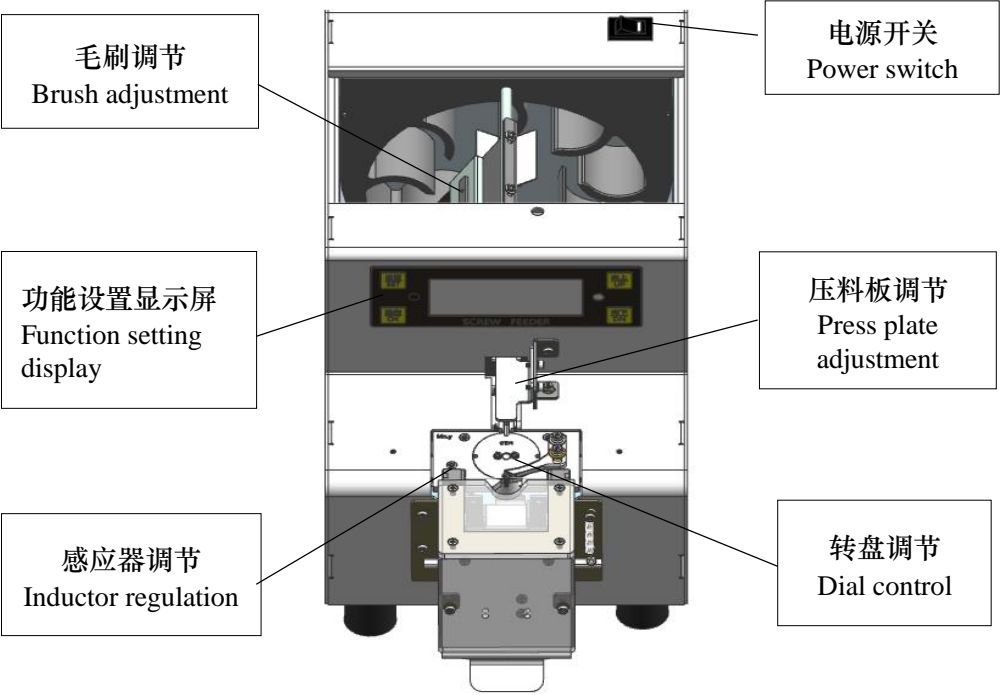 毛刷调节
Brush adjustment
电源开关
Power switch
功能设置显示屏
Function setting
display
SCREW FEEDER
压料板调节
Press plate
adjustment
感应器调节
Inductor regulation
转盘调节
Dial control